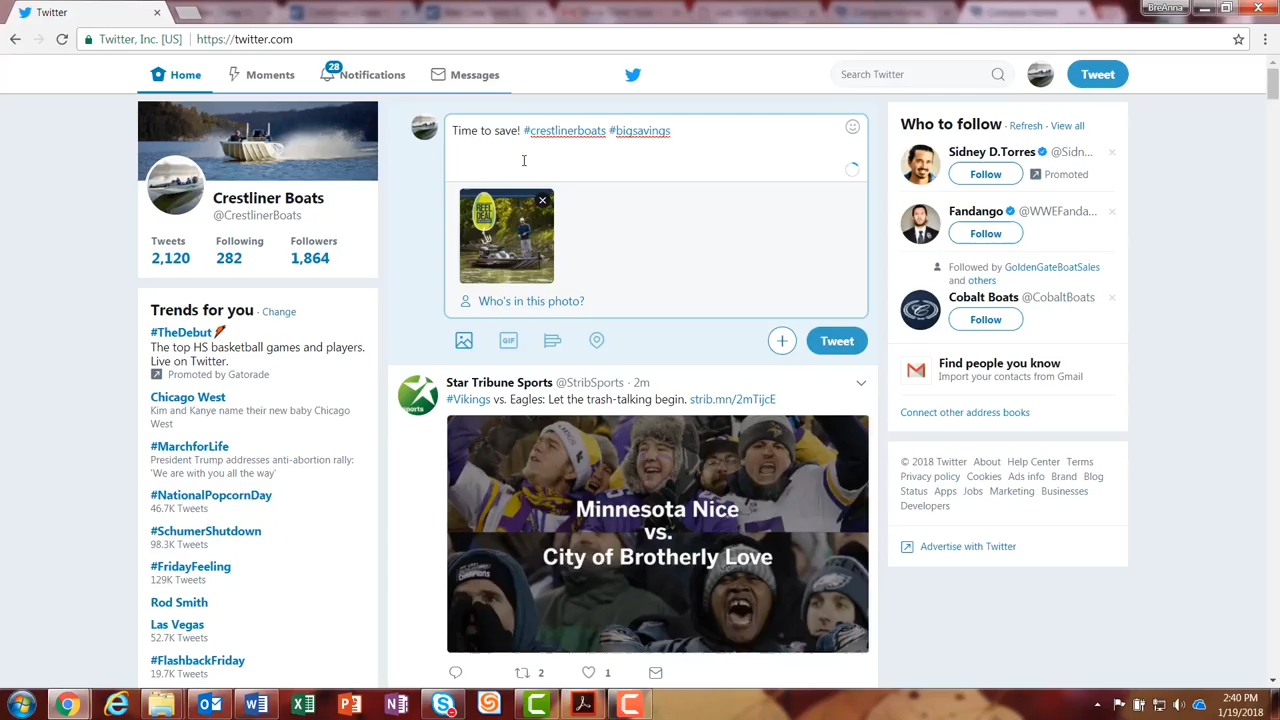 Twitter
BreAnna
Twitter, Inc. [US] https://twitter.com
Home
Moments
28
Notifications
Messages
Search Twitter
Tweet
Crestliner Boats
@CrestlinerBoats
Tweets Following Followers
2,120 282 1,864
Trends for you · Change
#TheDebut
The top HS basketball games and players.
Live on Twitter.
Promoted by Gatorade
Chicago West
Kim and Kanye name their new baby Chicago
West
#MarchforLife
President Trump addresses anti-abortion rally:
'We are with you all the way'
#NationalPopcornDay
46.7K Tweets
#SchumerShutdown
98.3K Tweets
#FridayFeeling
129K Tweets
Rod Smith
Las Vegas
52.7K Tweets
#FlashbackFriday
19.7K Tweets
Time to save! #crestlinerboats #bigsavings
REEL
DEAL
Who's in this photo?
GIF
Tweet
Star Tribune Sports @StribSports · 2m
#Vikings vs. Eagles: Let the trash-talking begin. strib.mn/2mTijcE
sports
Minnesota Nice
vs.
City of Brotherly Love
2
1
Who to follow · Refresh · View all
Sidney D.Torres @Sidn...
Follow
Promoted
Fandango @WWEFanda...
Follow
Followed by GoldenGateBoatSales
and others
Cobalt Boats @CobaltBoats
Follow
Find people you know
Import your contacts from Gmail
Connect other address books
© 2018 Twitter About Help Center Terms
Privacy policy Cookies Ads info Brand Blog
Status Apps Jobs Marketing Businesses
Developers
Advertise with Twitter
2:40 PM
1/19/2018